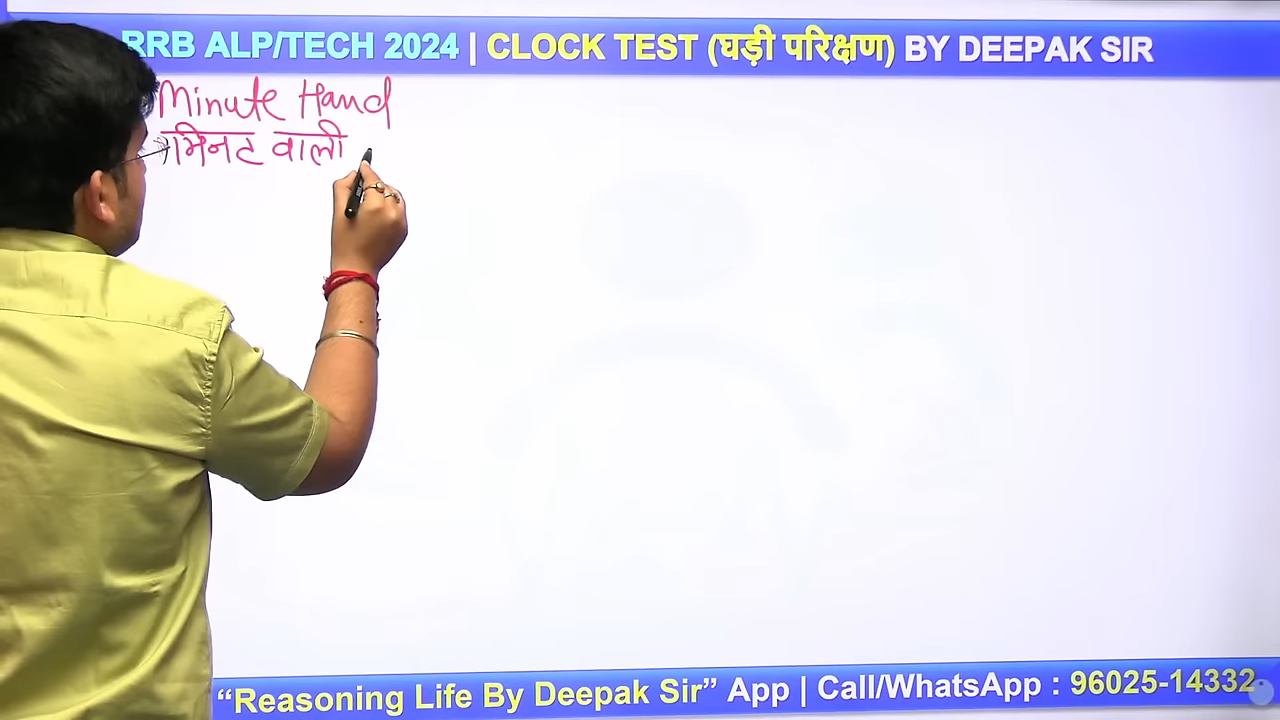 RRB ALP/TECH 2024 | CLOCK TEST (घड़ी परिक्षण) BY DEEPAK SIR
Minute Hand
मिनट वाली
“Reasoning Life By Deepak Sir” App | Call/WhatsApp : 96025-14332